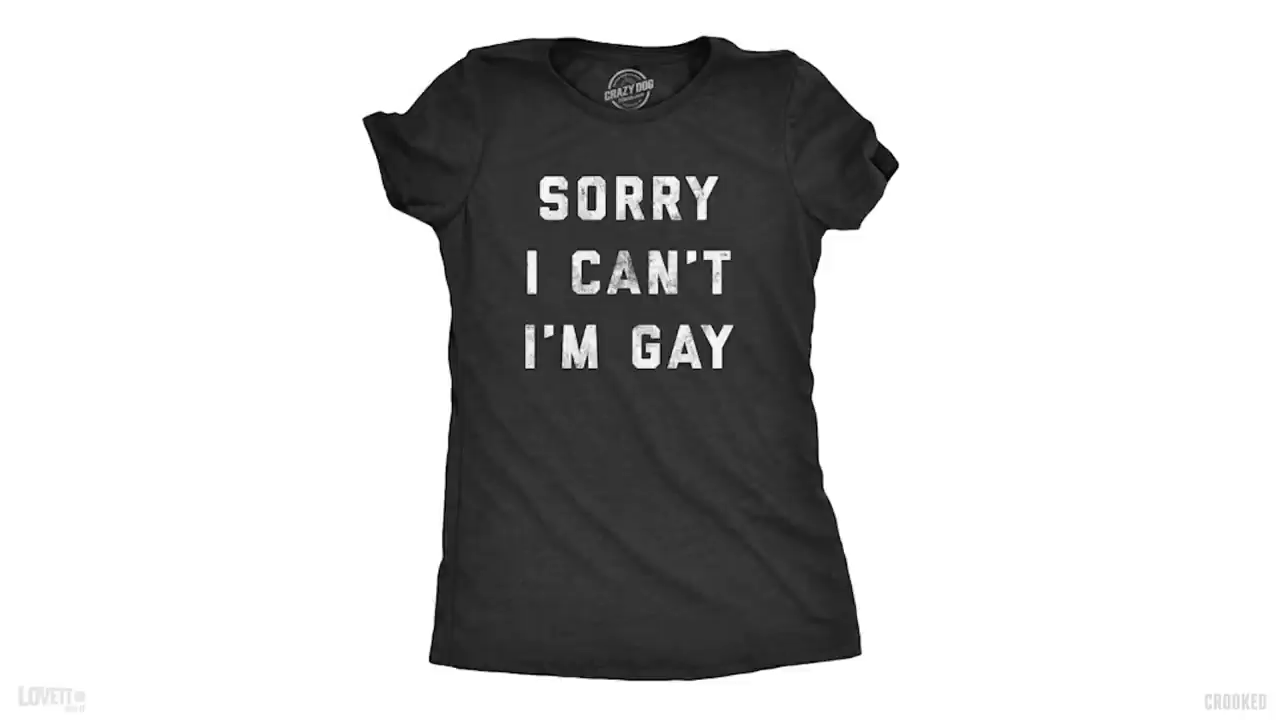 CRAZY DOG
SORRY
I CAN'T
I'M GAY
LOVETT
CROOKED